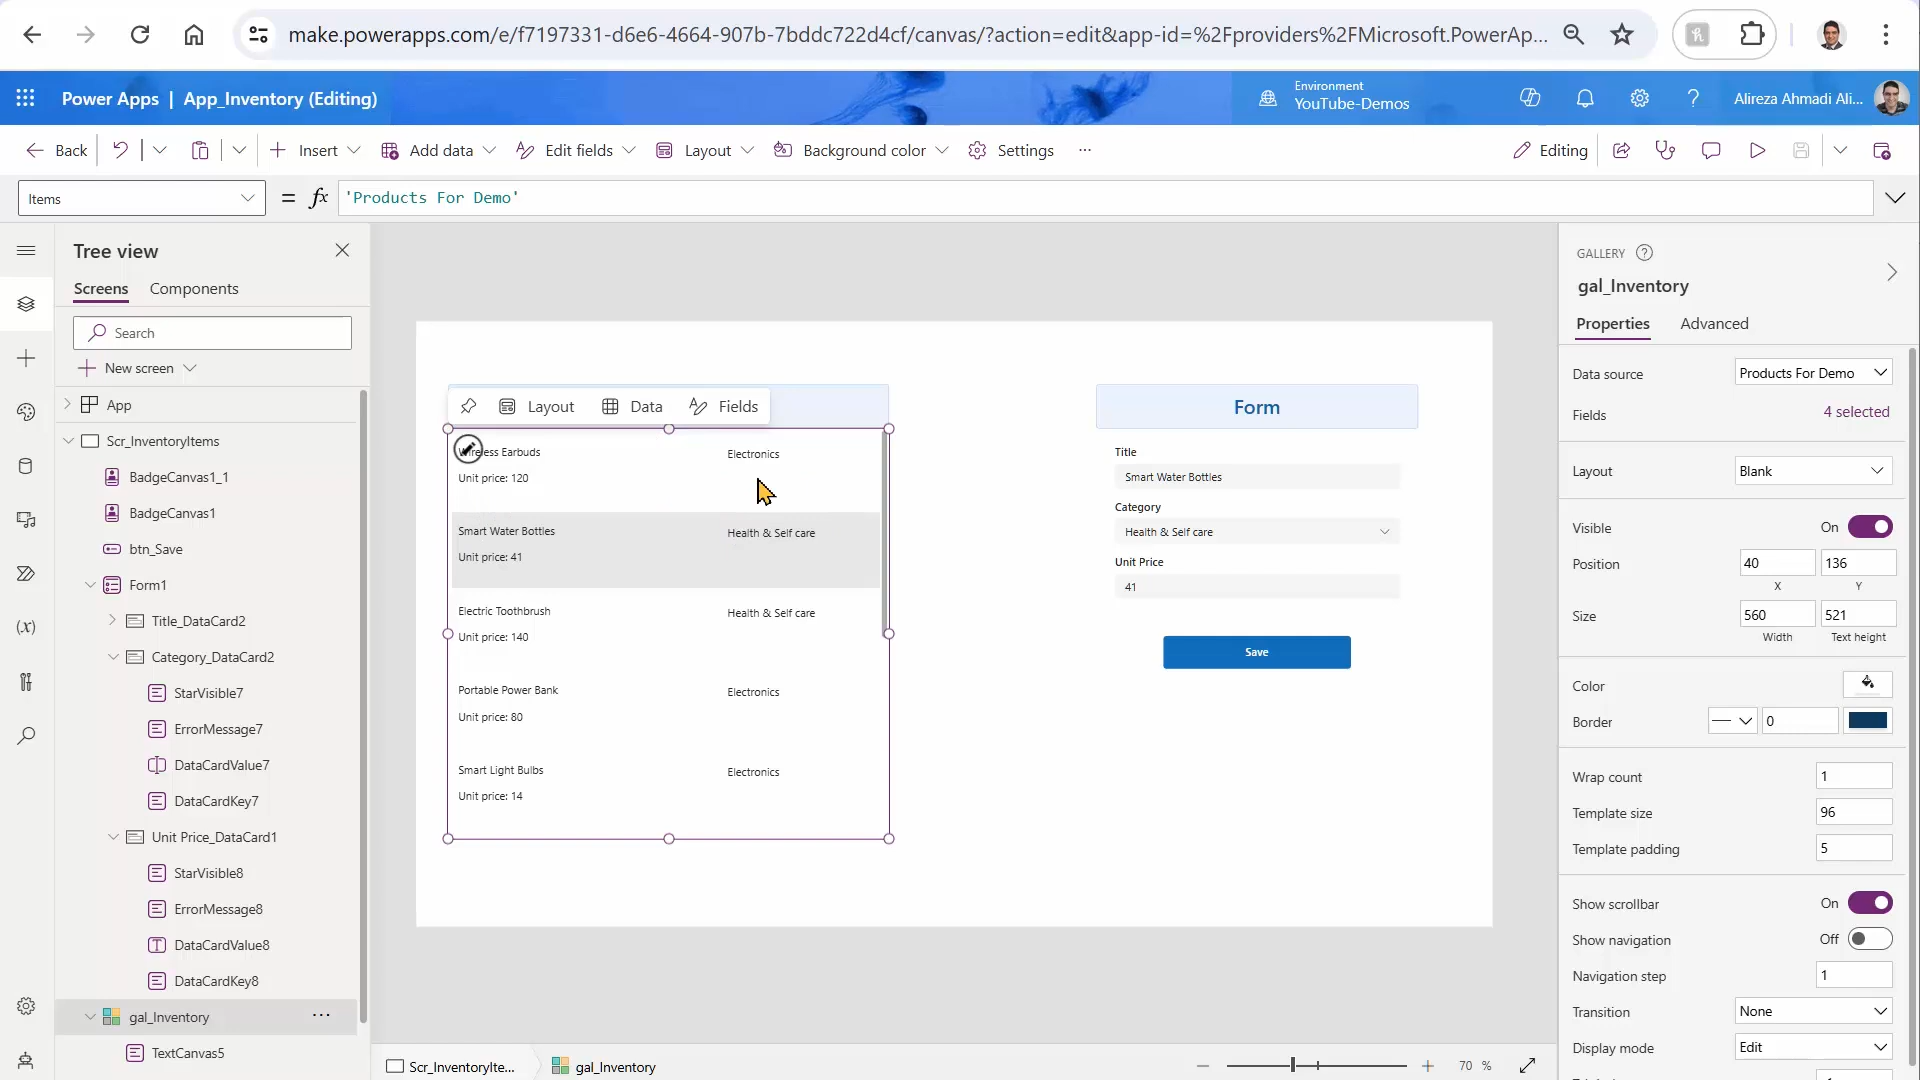 make.powerapps.com/e/f7197331-d6e6-4664-907b-7bddc722d4cf/canvas/?action=edit&app-id=%2Fproviders%2FMicrosoft.PowerAp...
Power Apps | App_Inventory (Editing)
Environment
YouTube-Demos
Alireza Ahmadi Ali...
Back
Insert
Add data
Edit fields
Layout
Background color
Settings
Editing
Items
= fx 'Products For Demo'
Tree view
Screens
Components
Search
New screen
App
Scr_InventoryItems
BadgeCanvas1_1
BadgeCanvas1
btn_Save
Form1
Title_DataCard2
Category_DataCard2
StarVisible7
ErrorMessage7
DataCardValue7
DataCardKey7
Unit Price_DataCard1
StarVisible8
ErrorMessage8
DataCardValue8
DataCardKey8
gal_Inventory
TextCanvas5
Layout
Data
Fields
Wireless Earbuds
Electronics
Unit price: 120
Smart Water Bottles
Health & Self care
Unit price: 41
Electric Toothbrush
Health & Self care
Unit price: 140
Portable Power Bank
Electronics
Unit price: 80
Smart Light Bulbs
Electronics
Unit price: 14
Form
Title
Smart Water Bottles
Category
Health & Self care
Unit Price
41
Save
GALLERY
gal_Inventory
Properties
Advanced
Data source
Products For Demo
Fields
4 selected
Layout
Blank
Visible
On
Position
40
136
X
Y
Size
560
521
Width
Text height
Color
Border
0
Wrap count
1
Template size
96
Template padding
5
Show scrollbar
On
Show navigation
Off
Navigation step
1
Transition
None
Display mode
Edit
Scr_InventoryIte...
gal_Inventory
70 %